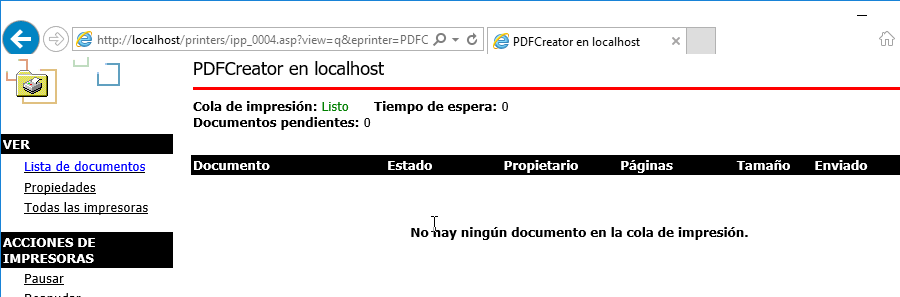 http://localhost/printers/ipp_0004.asp?view=q&eprinter=PDFC
PDFCreator en localhost
PDFCreator en localhost
Cola de impresión: Listo Tiempo de espera: 0
Documentos pendientes: 0
VER
Lista de documentos
Propiedades
Todas las impresoras
ACCIONES DE
IMPRESORAS
Pausar
Documento Estado Propietario Páginas Tamaño Enviado
No hay ningún documento en la cola de impresión.